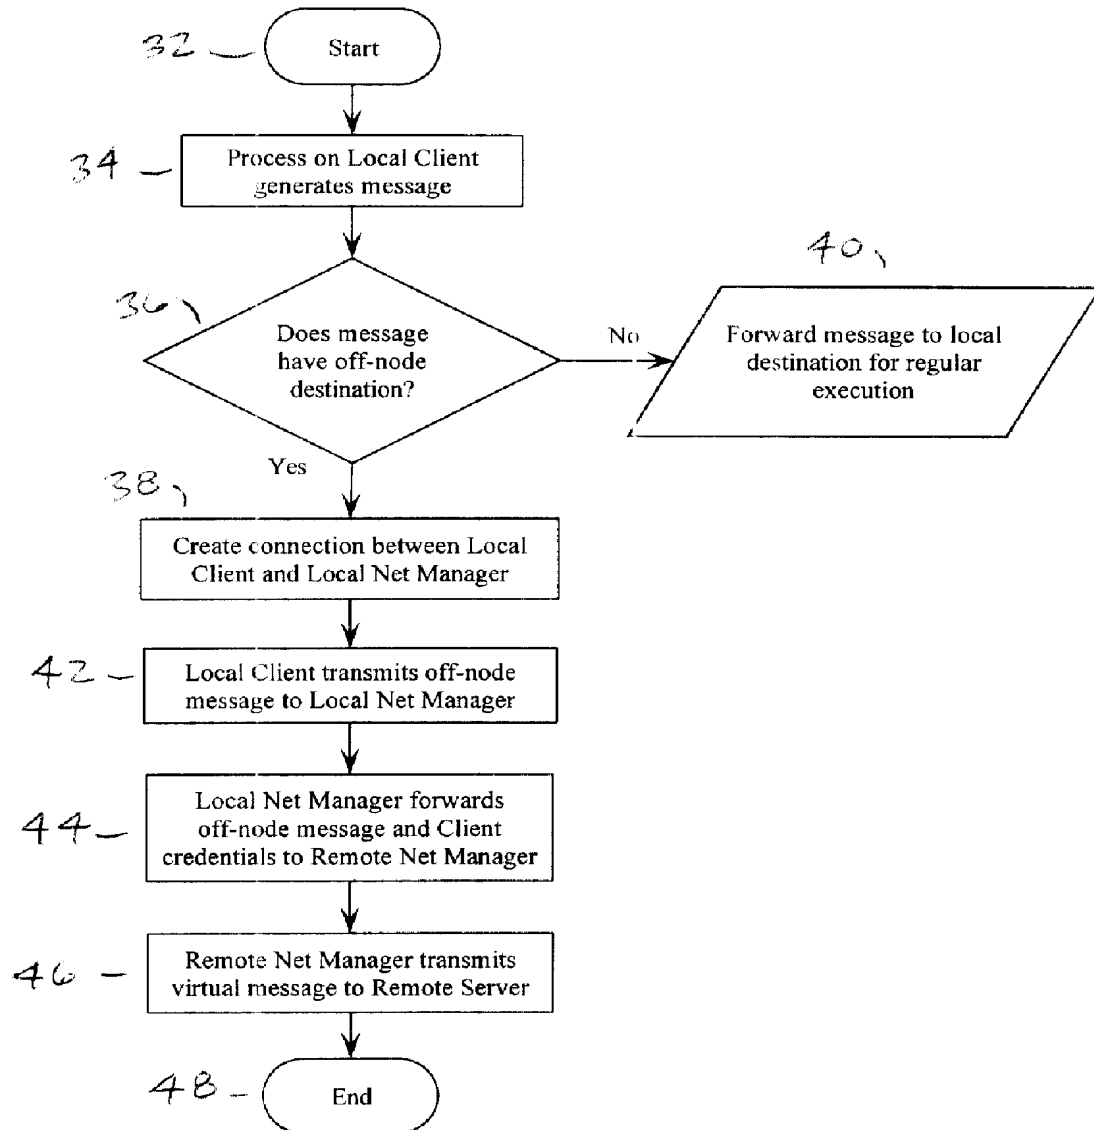 32
Start
34
Process on Local Client
generates message
40
36
Does message
have off-node
destination?
No
Forward message to local
destination for regular
execution
Yes
38
Create connection between Local
Client and Local Net Manager
42
Local Client transmits off-node
message to Local Net Manager
44
Local Net Manager forwards
off-node message and Client
credentials to Remote Net Manager
46
Remote Net Manager transmits
virtual message to Remote Server
48
End